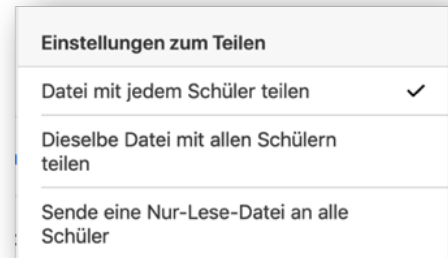 Einstellungen zum Teilen
Datei mit jedem Schüler teilen
Dieselbe Datei mit allen Schülern
teilen
Sende eine Nur-Lese-Datei an alle
Schüler